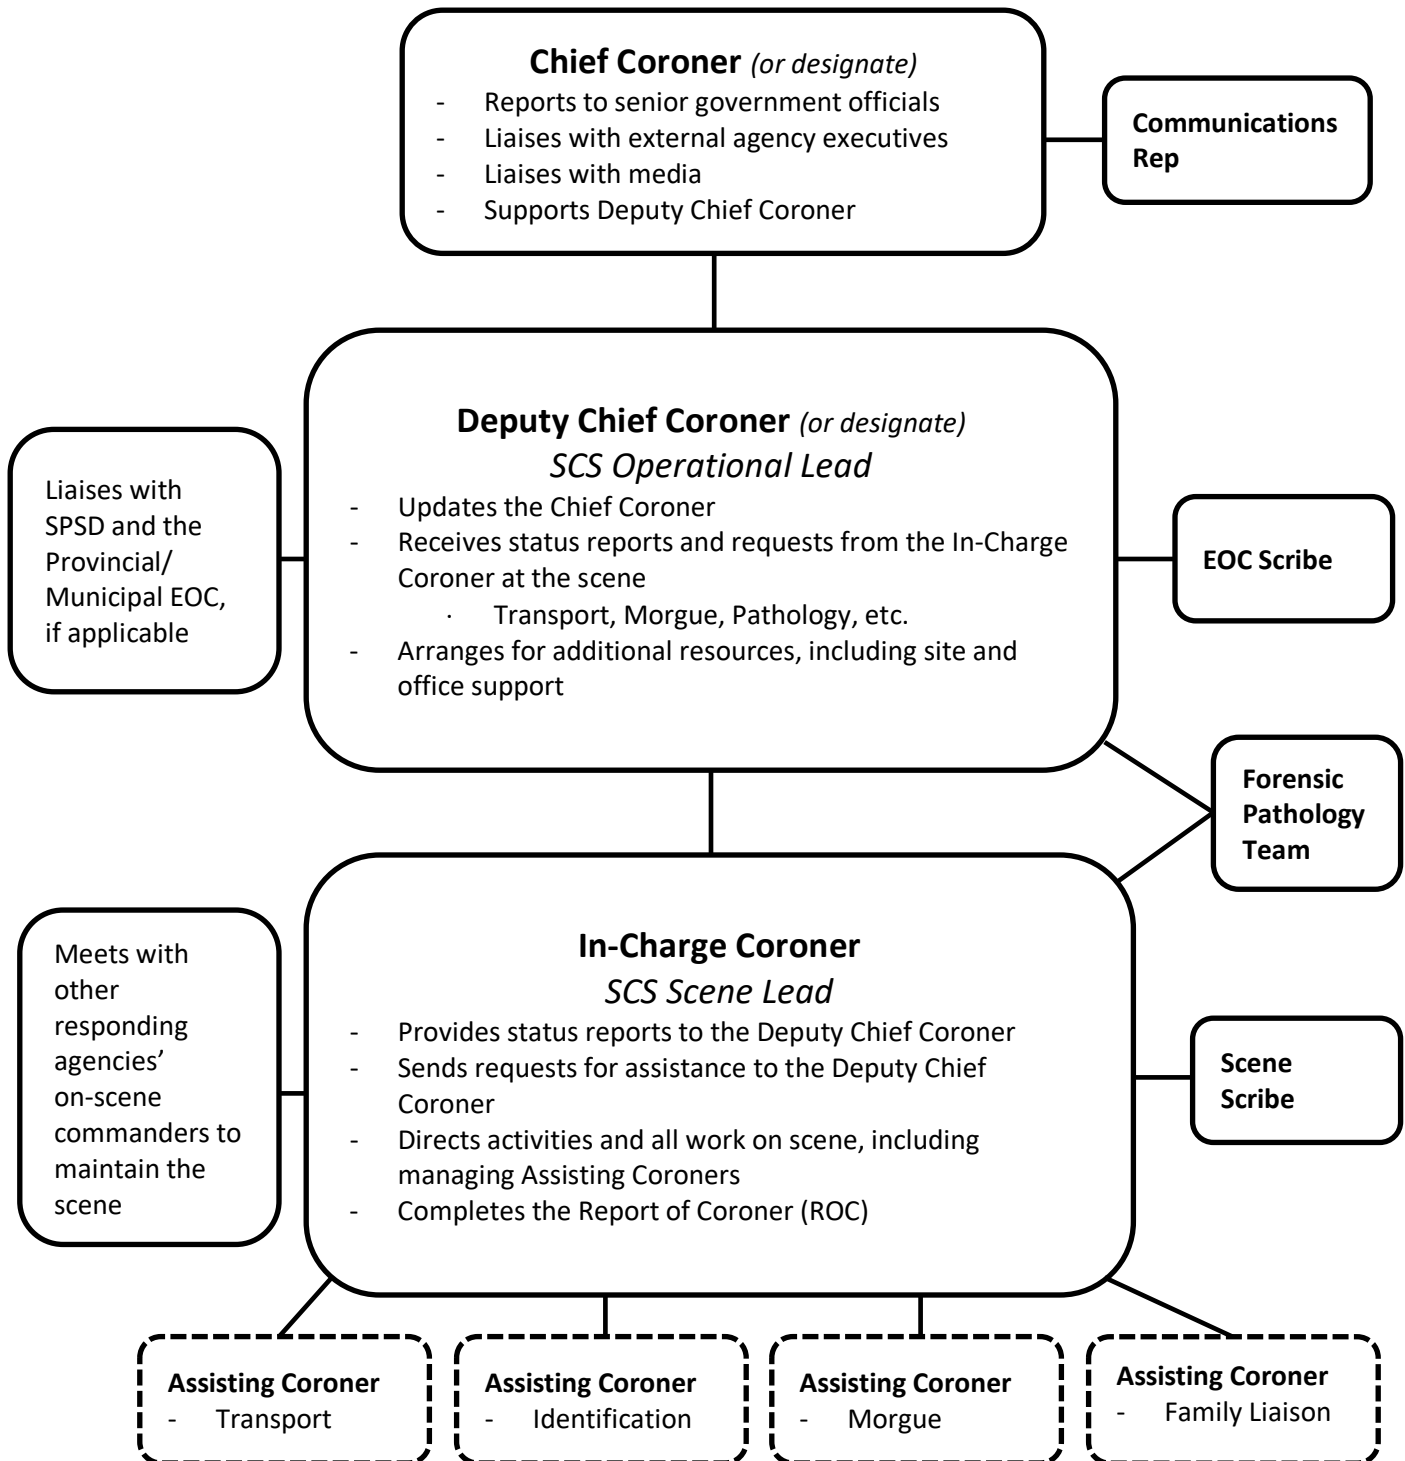 Chief Coroner (or designate)
- Reports to senior government officials
- Liaises with external agency executives
- Liaises with media
- Supports Deputy Chief Coroner
Communications
Rep
Deputy Chief Coroner (or designate)
SCS Operational Lead
- Updates the Chief Coroner
- Receives status reports and requests from the In-Charge
Coroner at the scene
· Transport, Morgue, Pathology, etc.
- Arranges for additional resources, including site and
office support
Liaises with
SPSD and the
Provincial/
Municipal EOC,
if applicable
EOC Scribe
Forensic
Pathology
Team
In-Charge Coroner
SCS Scene Lead
- Provides status reports to the Deputy Chief Coroner
- Sends requests for assistance to the Deputy Chief
Coroner
- Directs activities and all work on scene, including
managing Assisting Coroners
- Completes the Report of Coroner (ROC)
Meets with
other
responding
agencies’
on-scene
commanders to
maintain the
scene
Scene
Scribe
Assisting Coroner
- Transport
Assisting Coroner
- Identification
Assisting Coroner
- Morgue
Assisting Coroner
- Family Liaison